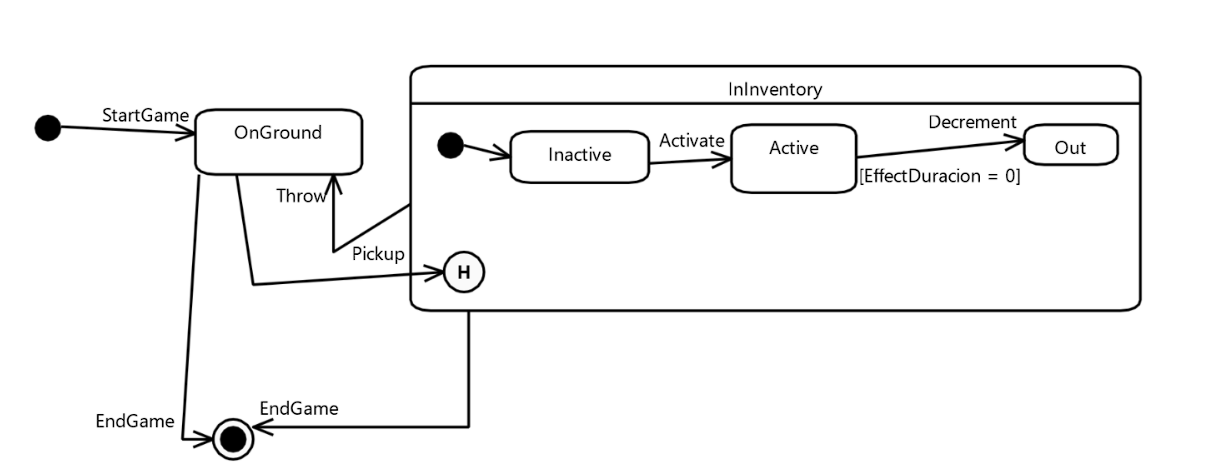 InInventory
StartGame
OnGround
Inactive
Activate
Active
Decrement
Out
[EffectDuracion = 0]
Throw
Pickup
H
EndGame
EndGame